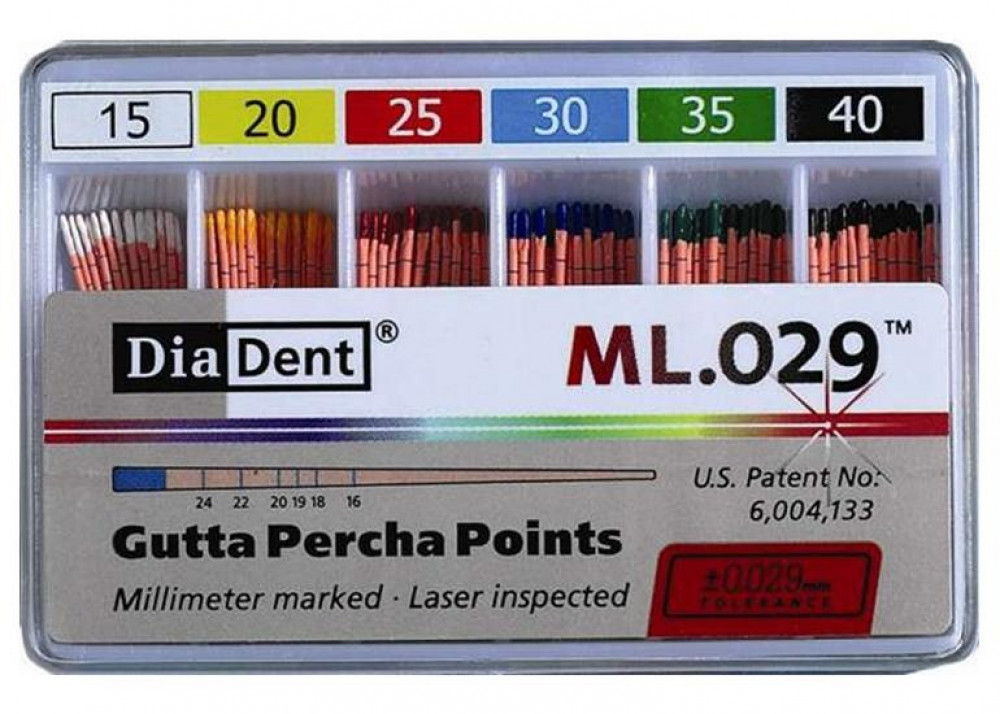 15 20 25 30 35 40
DiaDent®
ML.029™
24 22 20 19 18 16
U.S. Patent No:
6,004,133
Gutta Percha Points
Millimeter marked · Laser inspected
±0.029mm
TOLERANCE